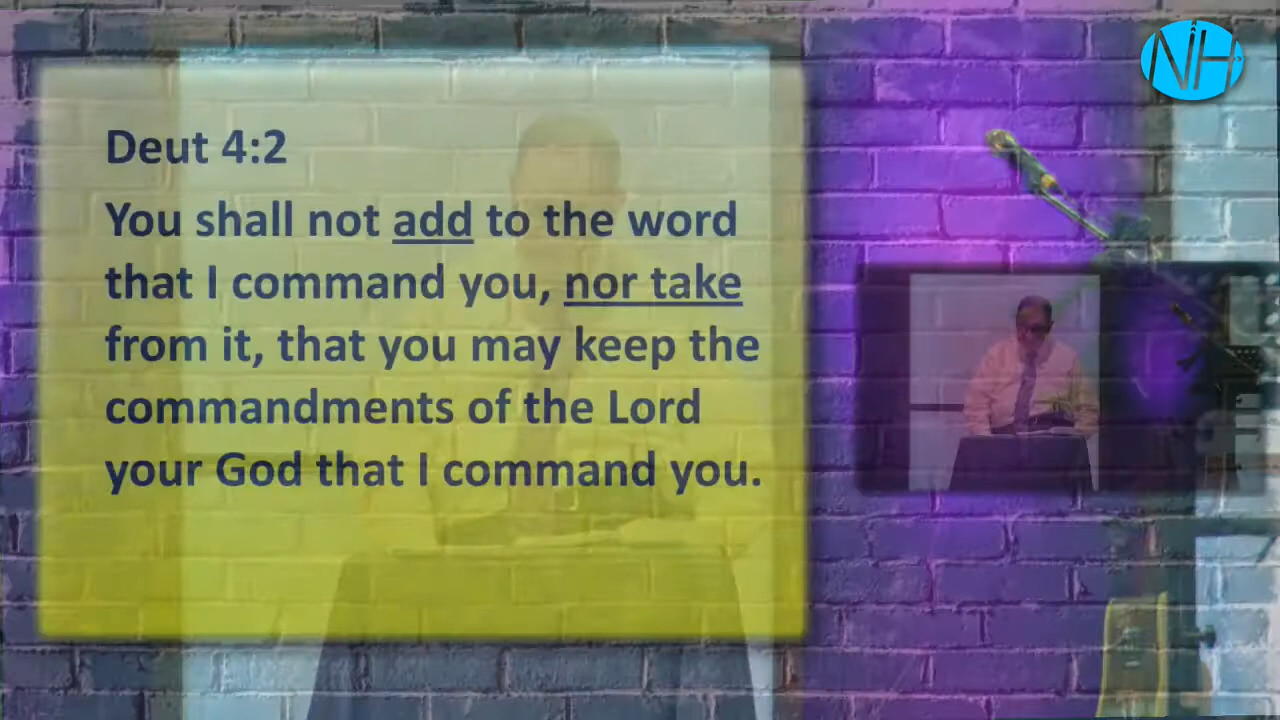 NH
Deut 4:2
You shall not add to the word
that I command you, nor take
from it, that you may keep the
commandments of the Lord
your God that I command you.